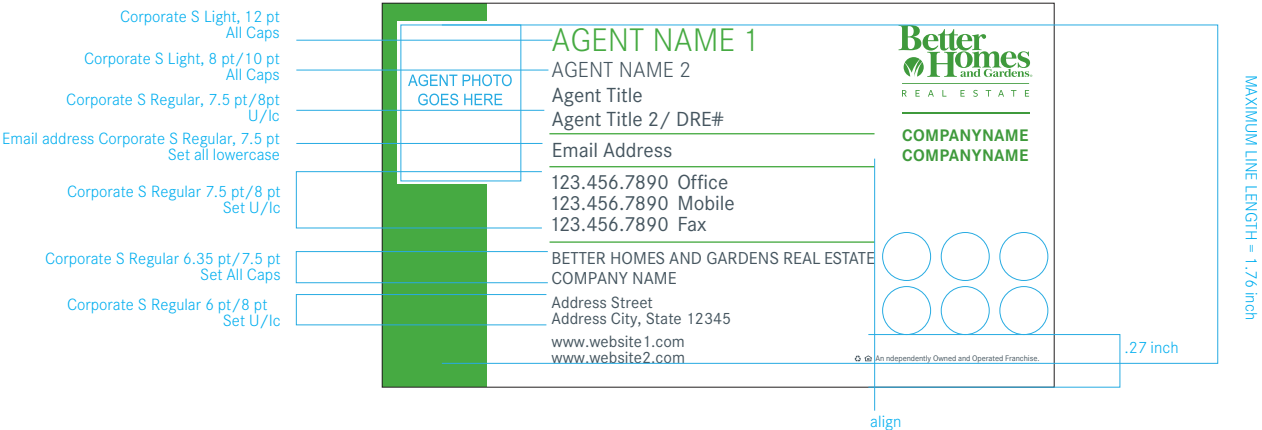 Corporate S Light, 12 pt
All Caps
Corporate S Light, 8 pt/10 pt
All Caps
Corporate S Regular, 7.5 pt/8pt
U/lc
Email address Corporate S Regular, 7.5 pt
Set all lowercase
Corporate S Regular 7.5 pt/8 pt
Set U/lc
Corporate S Regular 6.35 pt/7.5 pt
Set All Caps
Corporate S Regular 6 pt/8 pt
Set U/lc
AGENT PHOTO
GOES HERE
AGENT NAME 1
AGENT NAME 2
Agent Title
Agent Title 2/ DRE#
Email Address
123.456.7890 Office
123.456.7890 Mobile
123.456.7890 Fax
BETTER HOMES AND GARDENS REAL ESTATE
COMPANY NAME
Address Street
Address City, State 12345
www.website1.com
www.website2.com
Better
Homes
and Gardens
REAL ESTATE
COMPANYNAME
COMPANYNAME
An ndependently Owned and Operated Franchise.
.27 inch
MAXIMUM LINE LENGTH = 1.76 inch
align